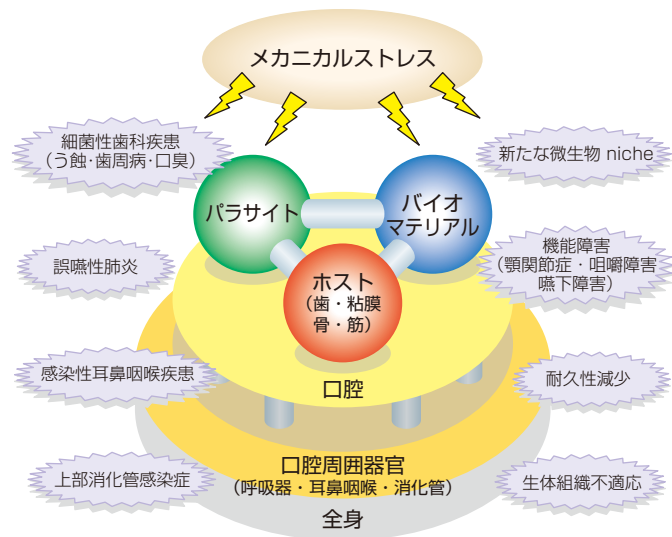 メカニカルストレス
細菌性歯科疾患
（う蝕・歯周病・口臭）
新たな微生物 niche
パラサイト
バイオ
マテリアル
誤嚥性肺炎
ホスト
（歯・粘膜
骨・筋）
機能障害
（顎関節症・咀嚼障害
嚥下障害）
感染性耳鼻咽喉疾患
口腔
耐久性減少
上部消化管感染症
口腔周囲器官
（呼吸器・耳鼻咽喉・消化管）
生体組織不適応
全身